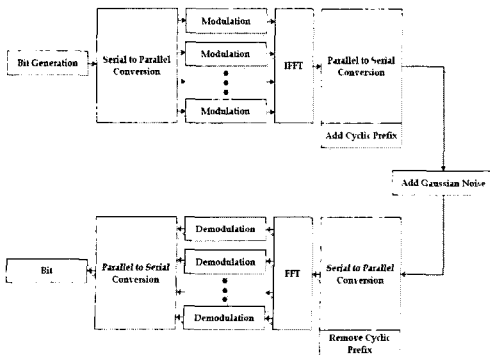 Modulation
Bit Generation
Serial to Parallel
Conversion
Modulation
Modulation
IFFT
Parallel to Serial
Conversion
Add Cyclic Prefix
Add Gaussian Noise
Demodulation
Bit
Parallel to Serial
Conversion
Demodulation
Demodulation
FFT
Serial to Parallel
Conversion
Remove Cyclic
Prefix